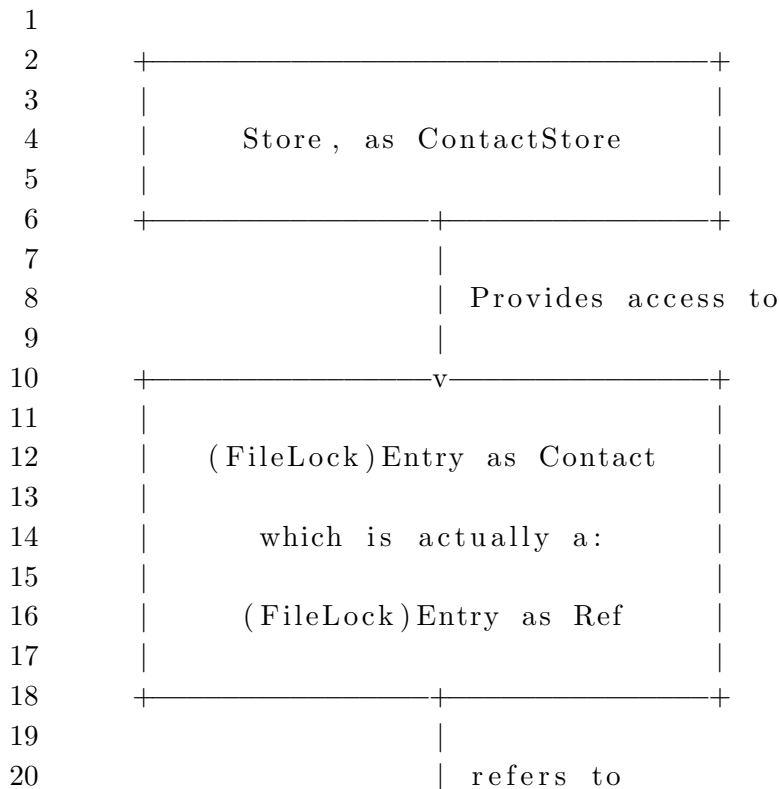 1
2 +---------------------------------+
3 |                                 |
4 |     Store, as ContactStore      |
5 |                                 |
6 +----------------+----------------+
7                  |
8                  | Provides access to
9                  |
10 +----------------v----------------+
11 |                                 |
12 |   (FileLock)Entry as Contact    |
13 |                                 |
14 |      which is actually a:       |
15 |                                 |
16 |     (FileLock)Entry as Ref      |
17 |                                 |
18 +----------------+----------------+
19                  |
20                  | refers to